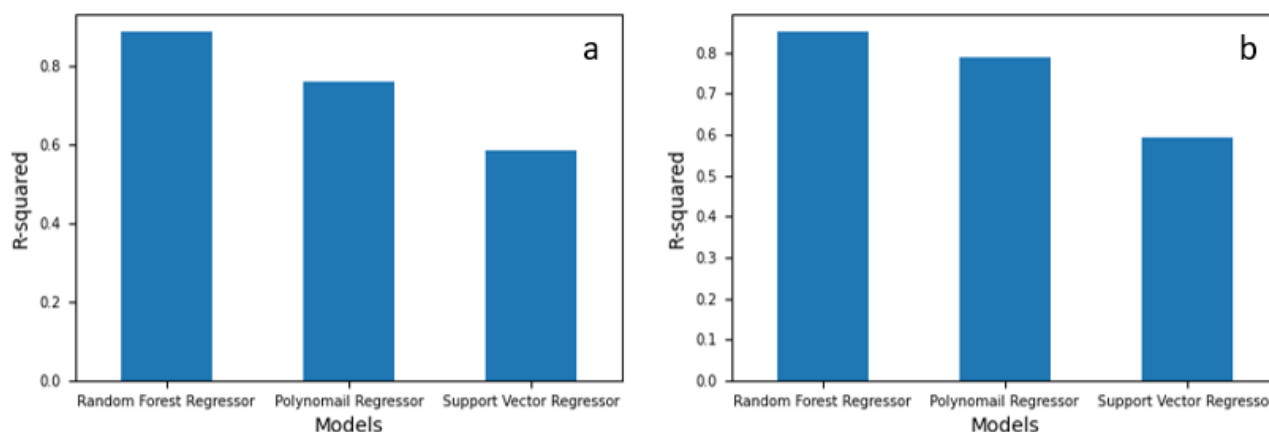 a
R-squared
0.8
0.6
0.4
0.2
0.0
Random Forest Regressor Polynomail Regressor Support Vector Regressor
Models
b
R-squared
0.8
0.7
0.6
0.5
0.4
0.3
0.2
0.1
0.0
Random Forest Regressor Polynomail Regressor Support Vector Regressor
Models